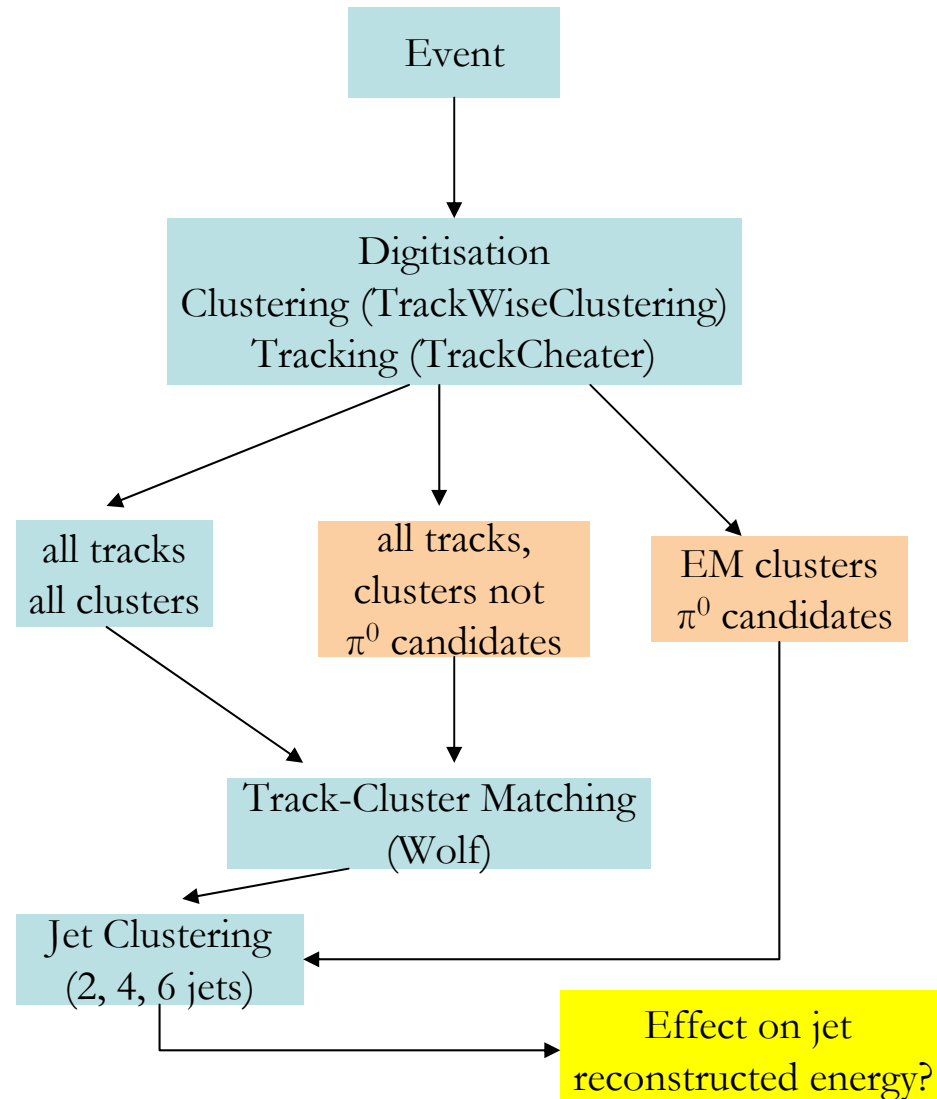 Event
Digitisation
Clustering (TrackWiseClustering)
Tracking (TrackCheater)
all tracks
all clusters
all tracks,
clusters not
π⁰ candidates
EM clusters
π⁰ candidates
Track-Cluster Matching
(Wolf)
Jet Clustering
(2, 4, 6 jets)
Effect on jet
reconstructed energy?